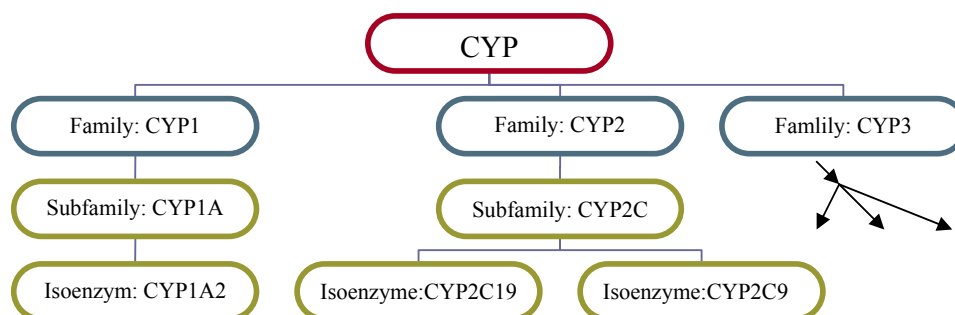 CYP
Family: CYP1
Family: CYP2
Famlily: CYP3
Subfamily: CYP1A
Subfamily: CYP2C
Isoenzym: CYP1A2
Isoenzyme:CYP2C19
Isoenzyme:CYP2C9